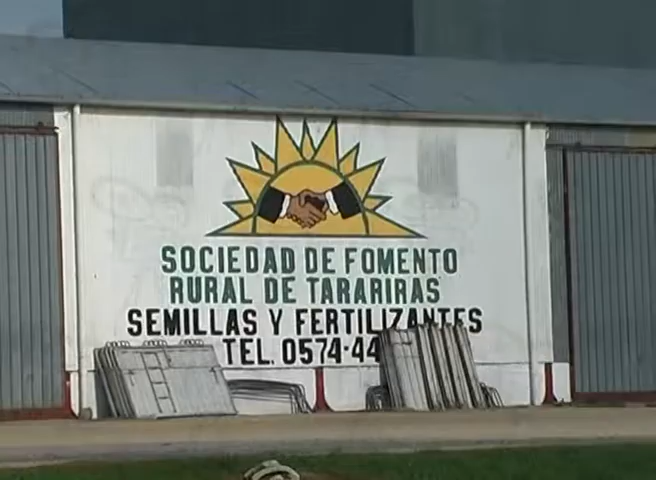 SOCIEDAD DE FOMENTO
RURAL DE TARARIRAS
SEMILLAS Y FERTILIZANTES
TEL. 0574-44